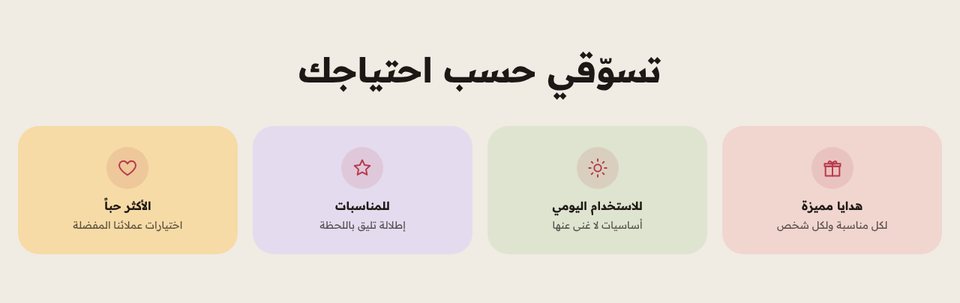 تسوّقي حسب احتياجك
هدايا مميزة
لكل مناسبة ولكل شخص
للاستخدام اليومي
أساسيات لا غنى عنها
للمناسبات
إطلالة تليق باللحظة
الأكثر حباً
اختيارات عملائنا المفضلة